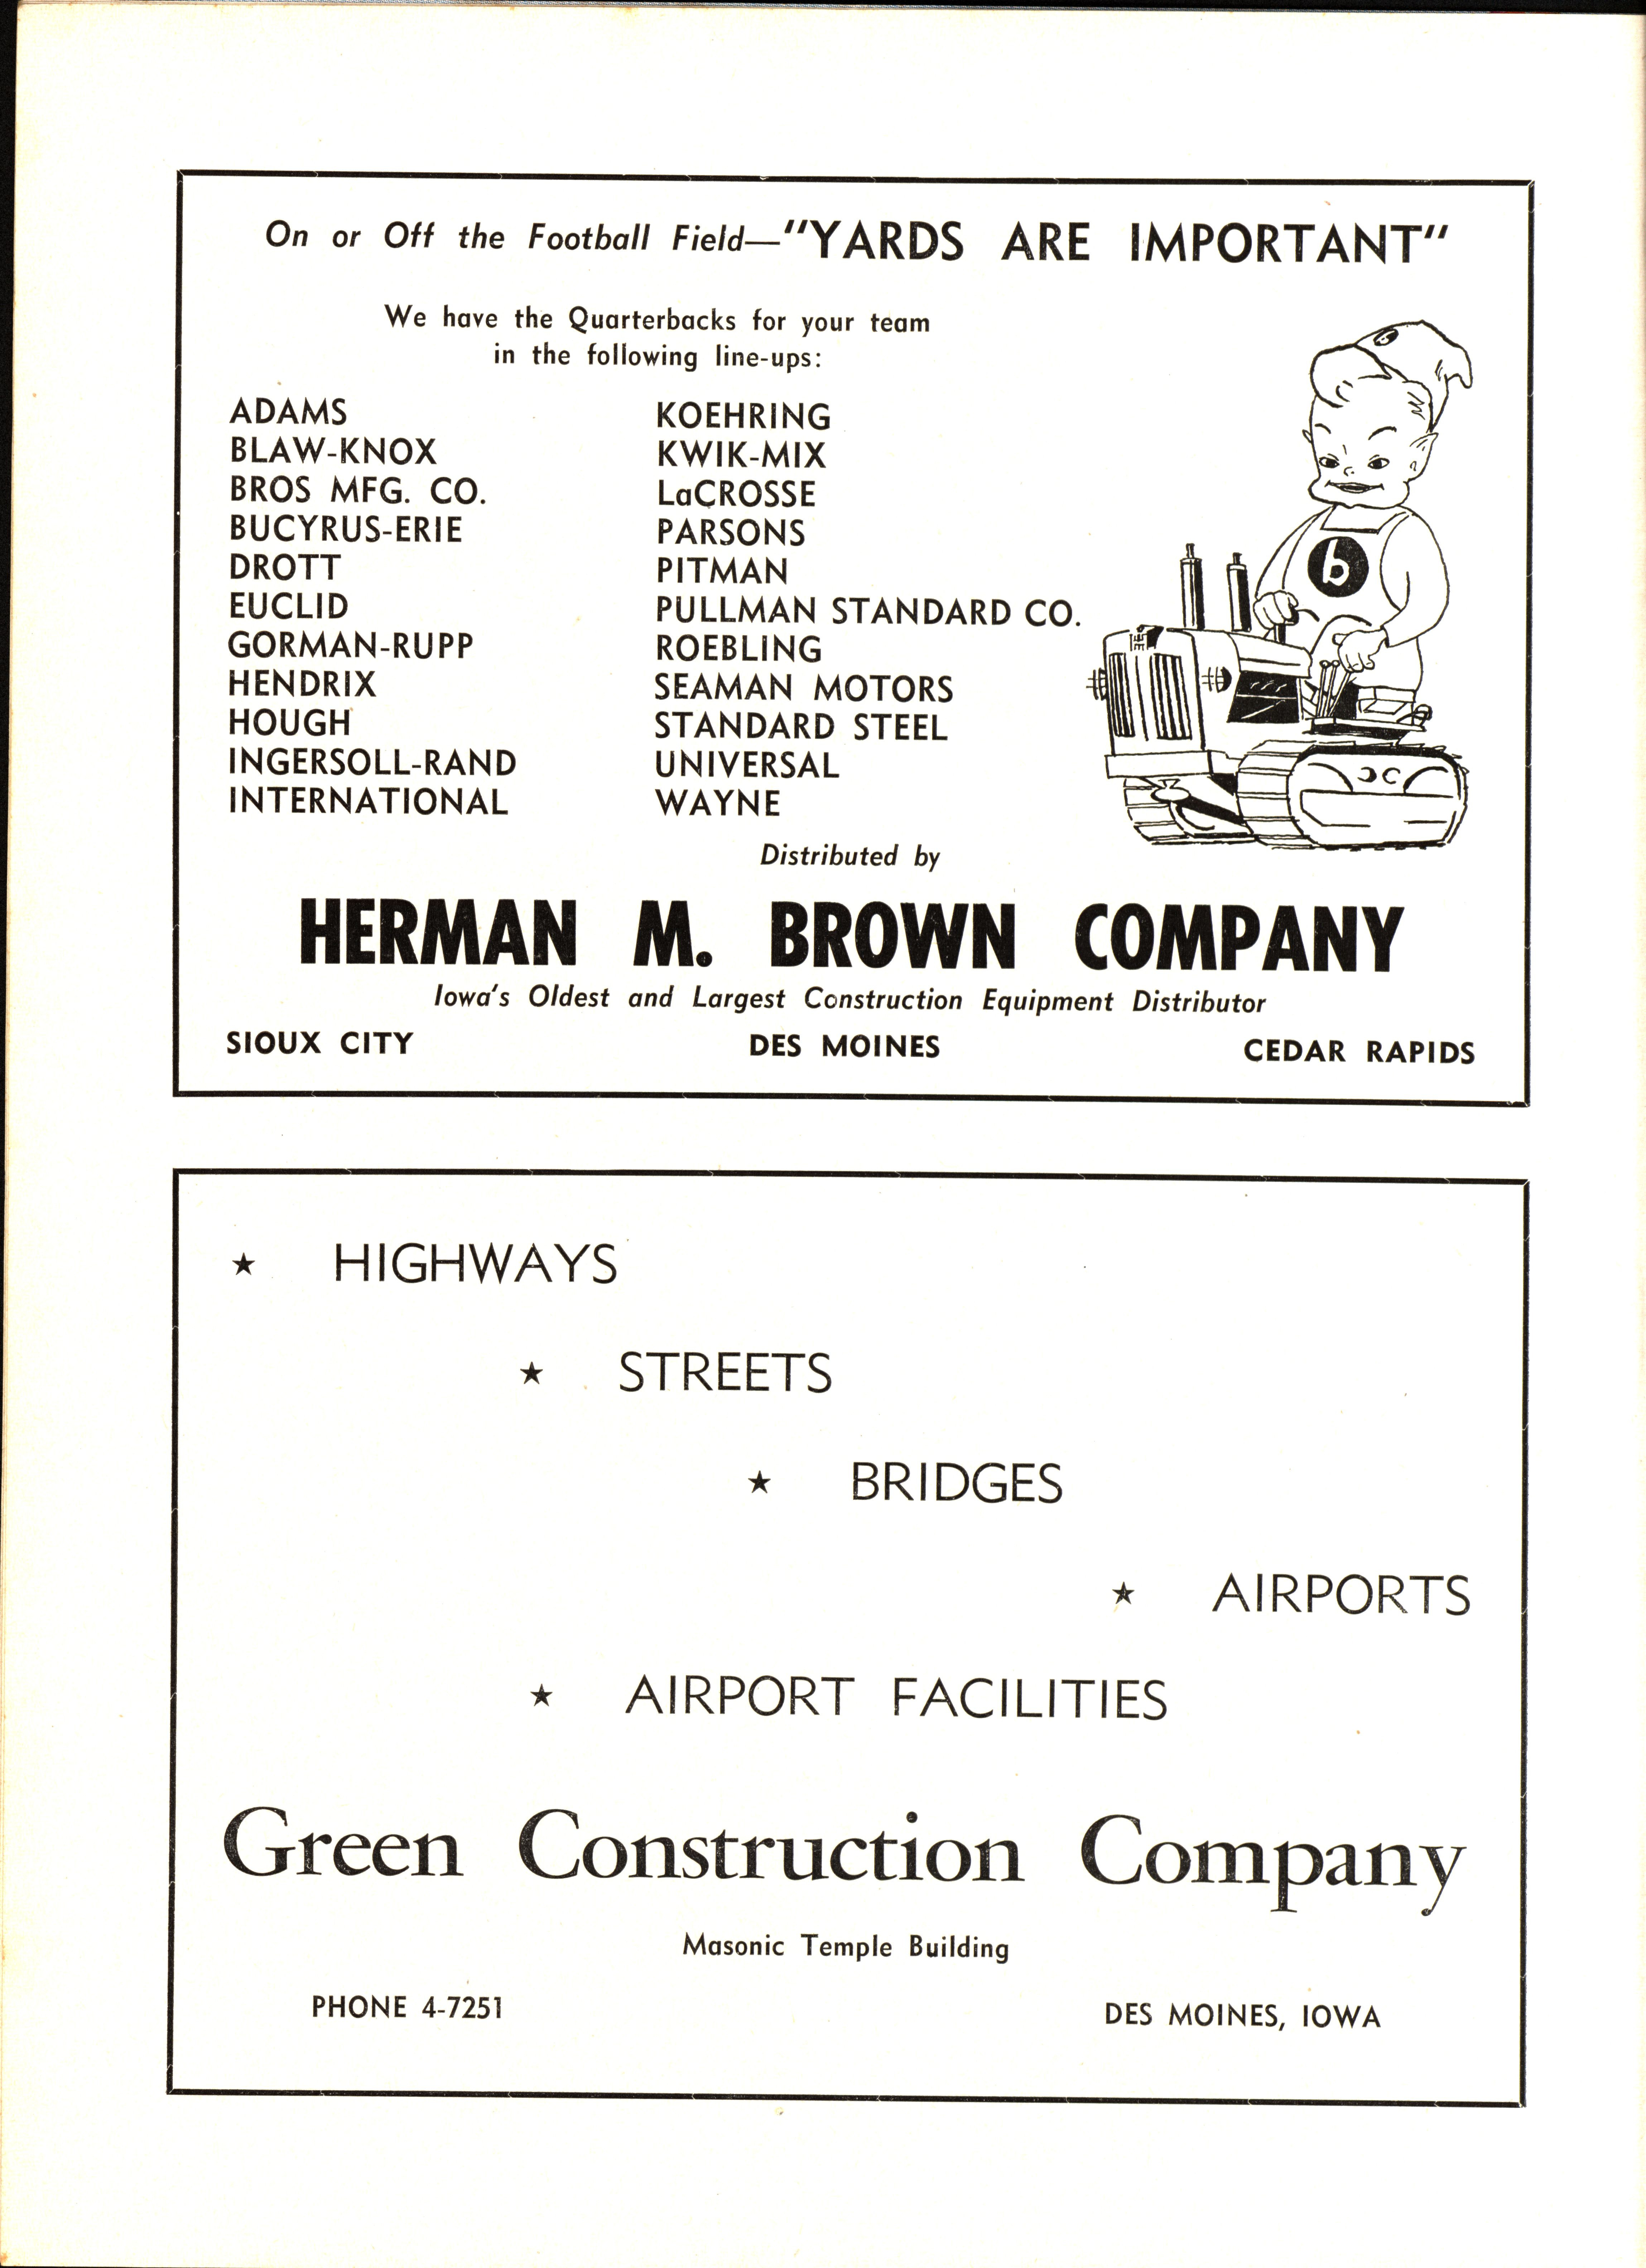 On or Off the Football Field—"YARDS ARE IMPORTANT"
We have the Quarterbacks for your team
in the following line-ups:
ADAMS
BLAW-KNOX
BROS MFG. CO.
BUCYRUS-ERIE
DROTT
EUCLID
GORMAN-RUPP
HENDRIX
HOUGH
INGERSOLL-RAND
INTERNATIONAL
KOEHRING
KWIK-MIX
LaCROSSE
PARSONS
PITMAN
PULLMAN STANDARD CO.
ROEBLING
SEAMAN MOTORS
STANDARD STEEL
UNIVERSAL
WAYNE
b
Distributed by
HERMAN M. BROWN COMPANY
Iowa's Oldest and Largest Construction Equipment Distributor
SIOUX CITY DES MOINES CEDAR RAPIDS
★ HIGHWAYS
★ STREETS
★ BRIDGES
★ AIRPORTS
★ AIRPORT FACILITIES
Green Construction Company
Masonic Temple Building
PHONE 4-7251 DES MOINES, IOWA